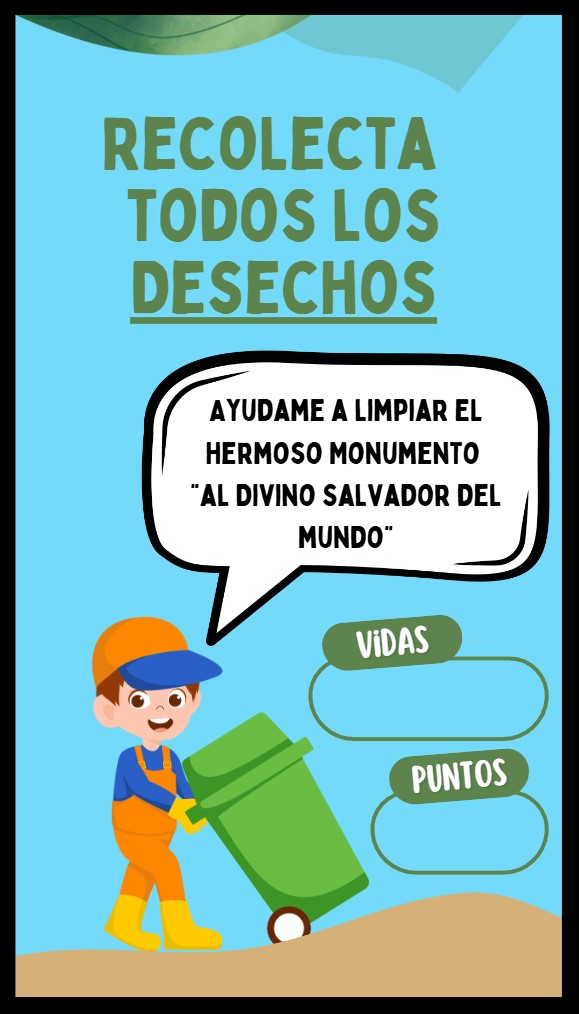 RECOLECTA
TODOS LOS
DESECHOS
AYUDAME A LIMPIAR EL
HERMOSO MONUMENTO
"AL DIVINO SALVADOR DEL
MUNDO"
ViDAS
PUNTOS